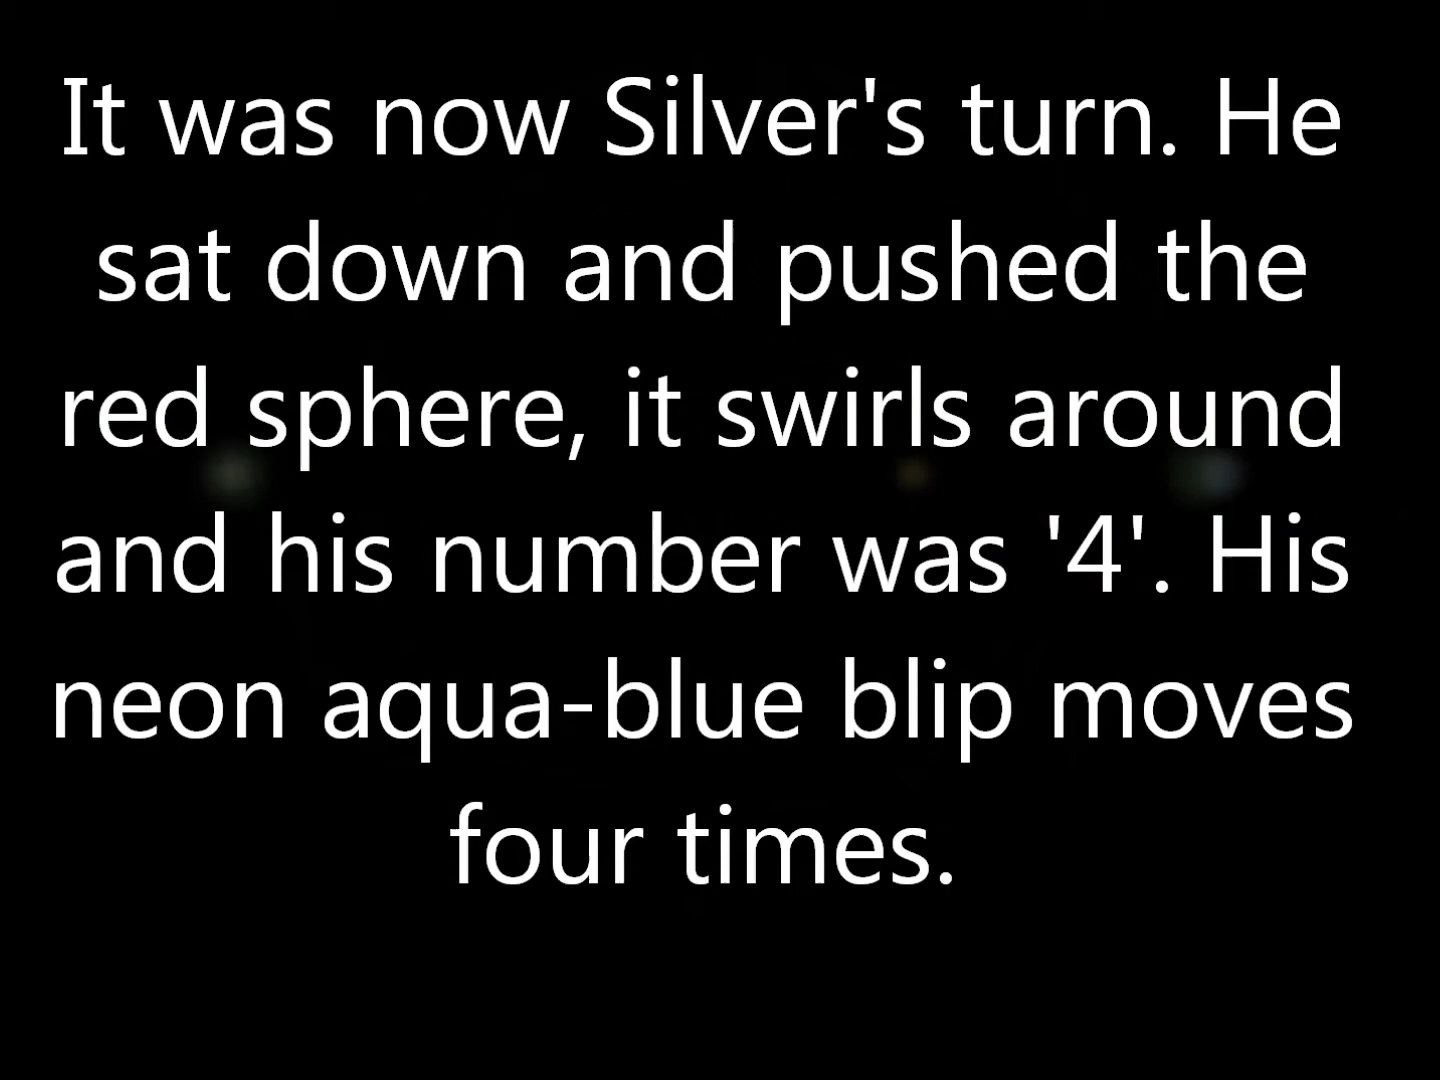 It was now Silver's turn. He
sat down and pushed the
red sphere, it swirls around
and his number was '4'. His
neon aqua-blue blip moves
four times.